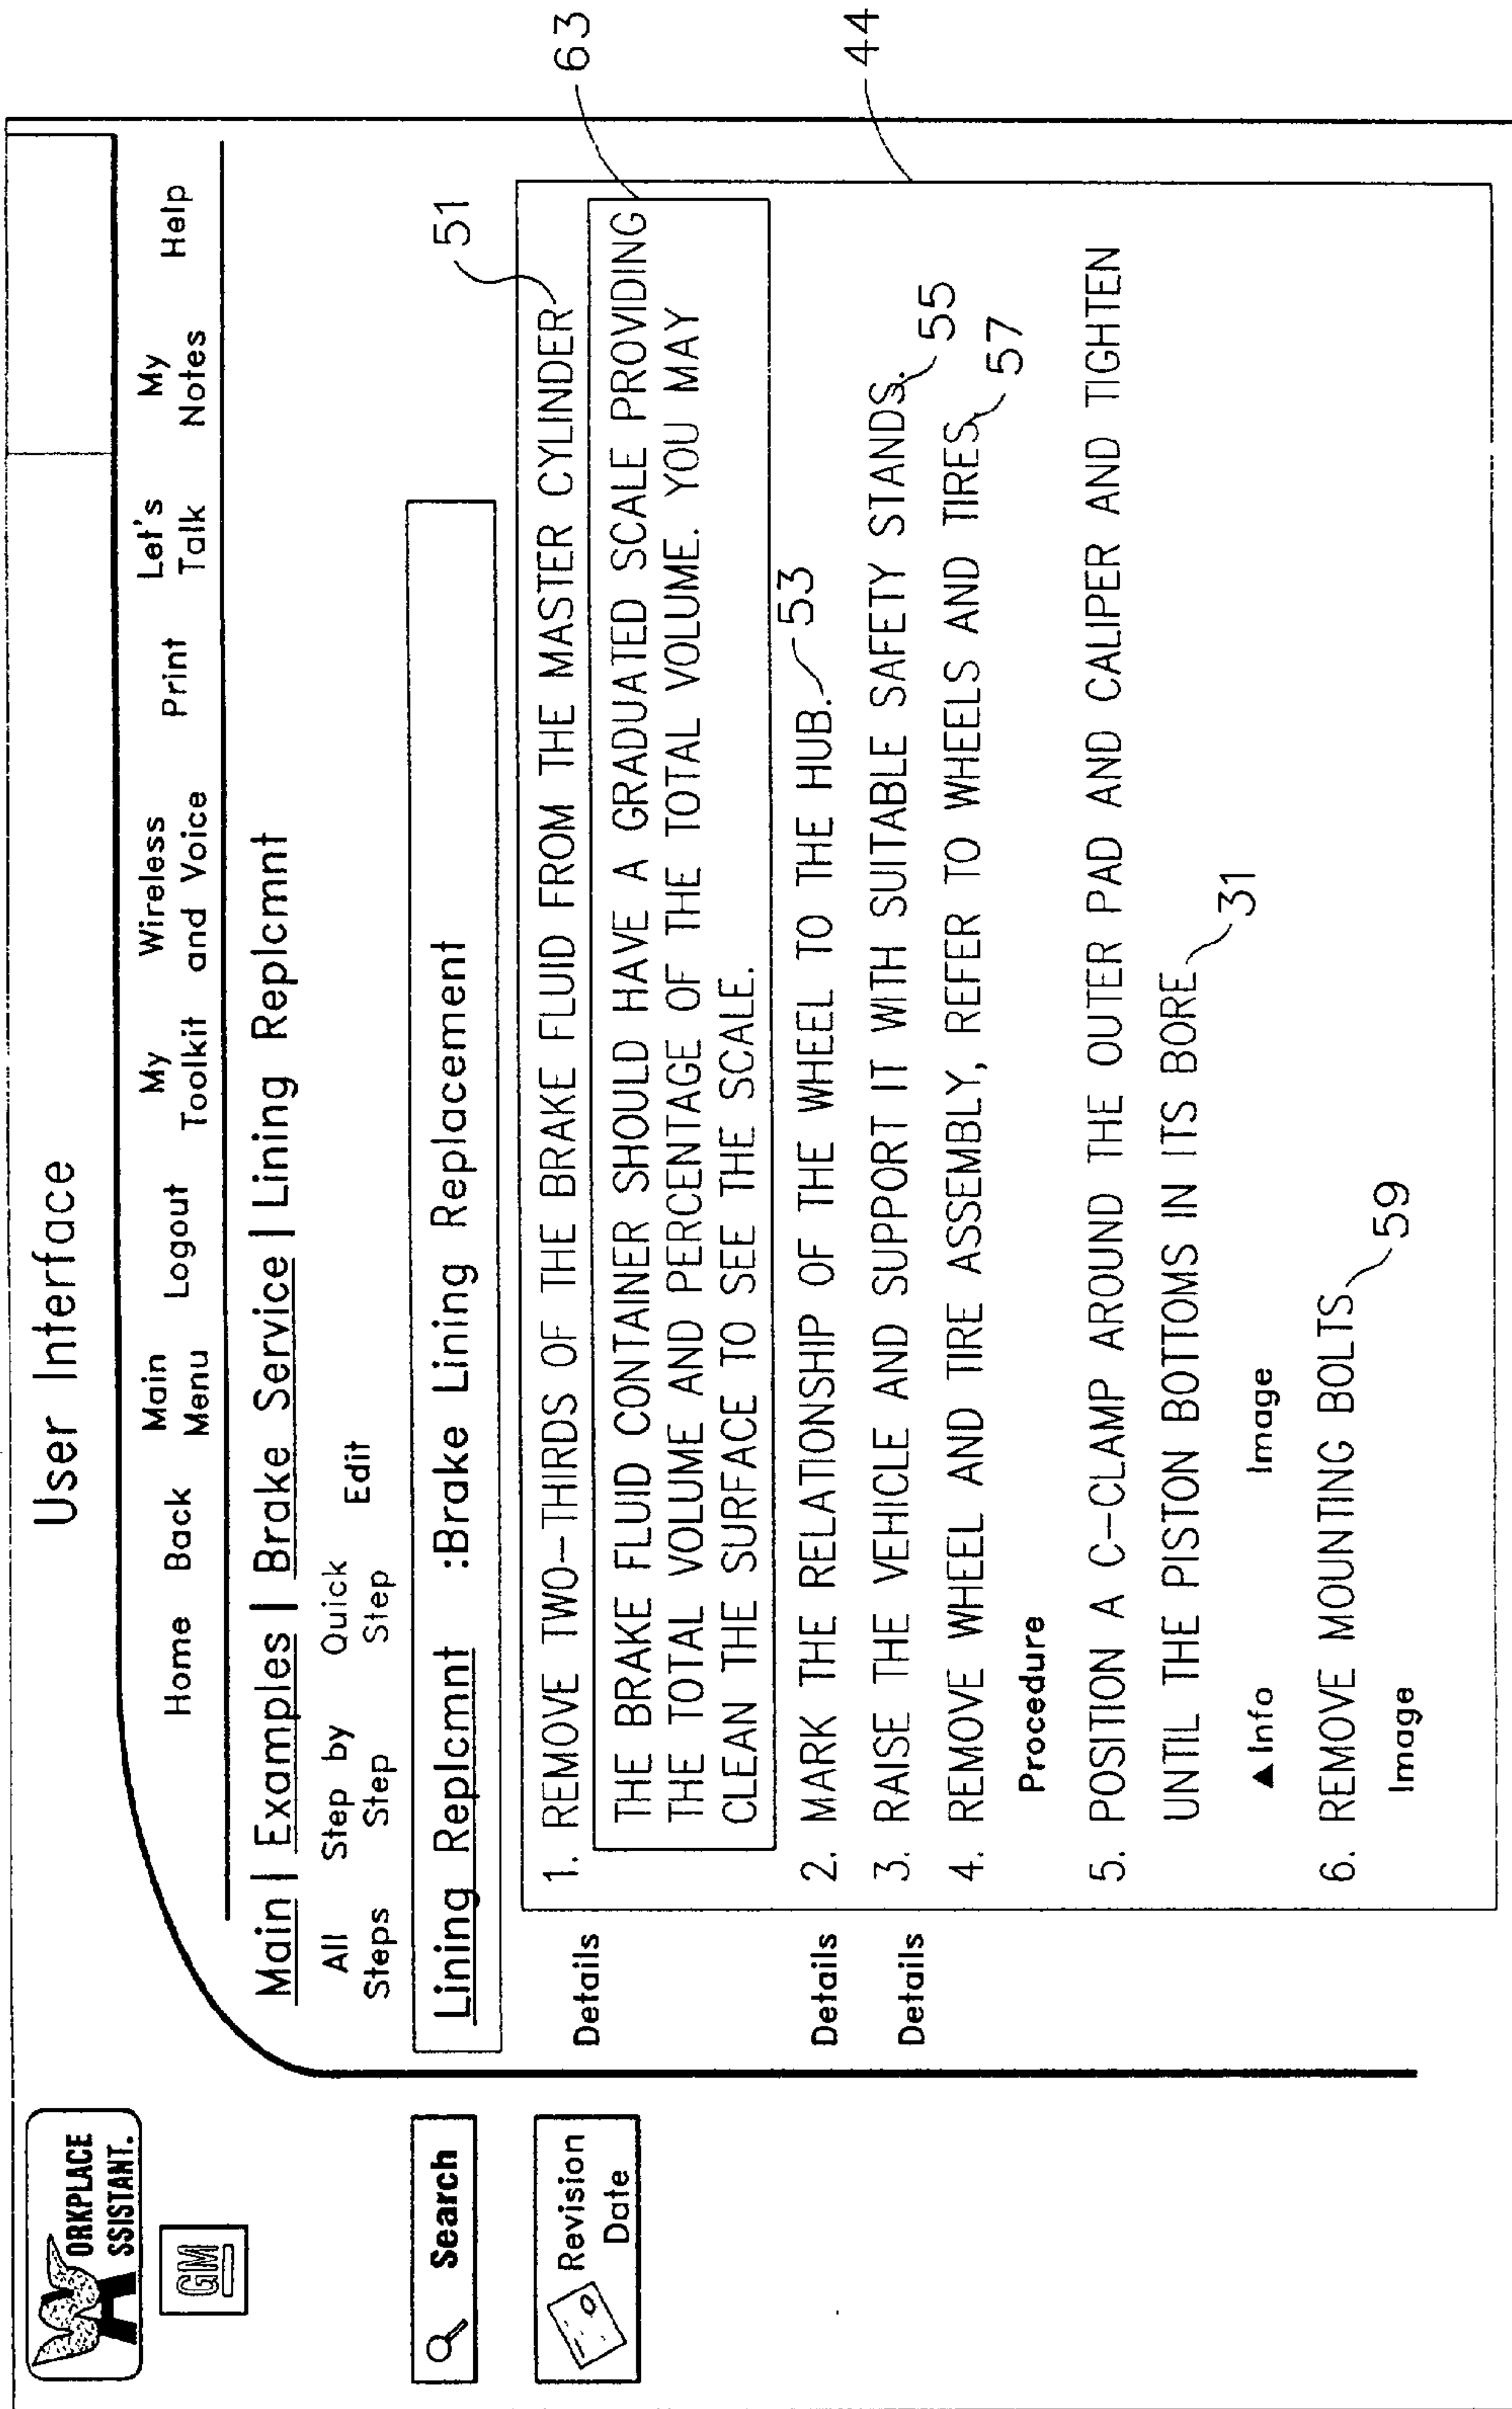 User Interface
ORKPLACE
SSISTANT.
GM
Home Back Main Menu Logout My Toolkit Wireless and Voice Print Let's Talk My Notes Help
Main | Examples | Brake Service | Lining Replcmnt
All Steps Step by Step Quick Step Edit
Search
Lining Replcmnt :Brake Lining Replacement
Revision
Date
51
Details
1. REMOVE TWO-THIRDS OF THE BRAKE FLUID FROM THE MASTER CYLINDER
63
THE BRAKE FLUID CONTAINER SHOULD HAVE A GRADUATED SCALE PROVIDING
THE TOTAL VOLUME AND PERCENTAGE OF THE TOTAL VOLUME. YOU MAY
CLEAN THE SURFACE TO SEE THE SCALE.
Details
2. MARK THE RELATIONSHIP OF THE WHEEL TO THE HUB. 53
44
Details
3. RAISE THE VEHICLE AND SUPPORT IT WITH SUITABLE SAFETY STANDS. 55
4. REMOVE WHEEL AND TIRE ASSEMBLY, REFER TO WHEELS AND TIRES 57
Procedure
5. POSITION A C-CLAMP AROUND THE OUTER PAD AND CALIPER AND TIGHTEN
UNTIL THE PISTON BOTTOMS IN ITS BORE 31
▲ Info Image
6. REMOVE MOUNTING BOLTS. 59
Image